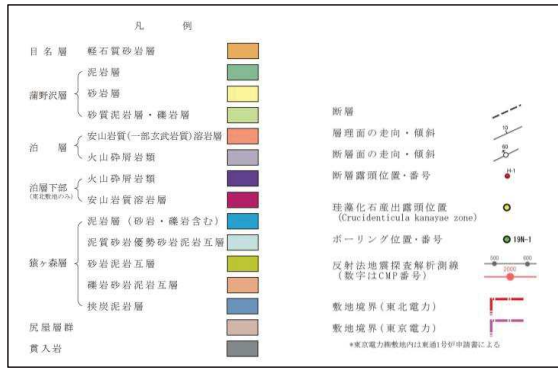 凡 例
目名層 軽石質砂岩層
蒲野沢層 泥岩層
砂岩層
砂質泥岩層・礫岩層
泊 層 安山岩質(一部玄武岩質)溶岩層
火山砕屑岩類
泊層下部 (東北敷地のみ) 火山砕屑岩類
安山岩質溶岩層
猿ヶ森層 泥岩層(砂岩・礫岩含む)
泥質砂岩優勢砂岩泥岩互層
砂岩泥岩互層
礫岩砂岩泥岩互層
挟炭泥岩層
尻屋層群
貫入岩
断層
層理面の走向・傾斜 10
断層面の走向・傾斜 60
断層露頭位置・番号 H-1
珪藻化石産出露頭位置
(Crucidenticula kanayae zone)
ボーリング位置・番号 19N-1
反射法地震探査解析測線
(数字はCMP番号) 2000
敷地境界(東北電力)
敷地境界(東京電力)
*東京電力㈱敷地内は東通1号炉申請書による